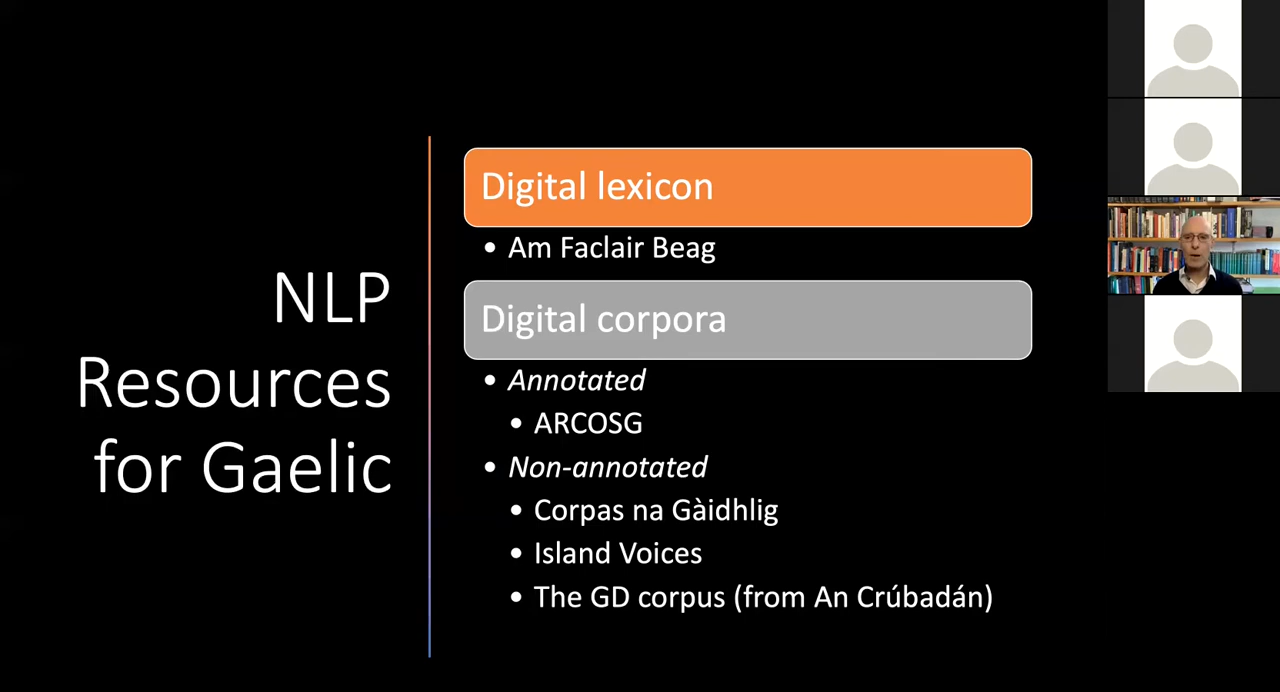 NLP
Resources
for Gaelic
Digital lexicon
• Am Faclair Beag
Digital corpora
• Annotated
• ARCOSG
• Non-annotated
• Corpas na Gàidhlig
• Island Voices
• The GD corpus (from An Crúbadán)